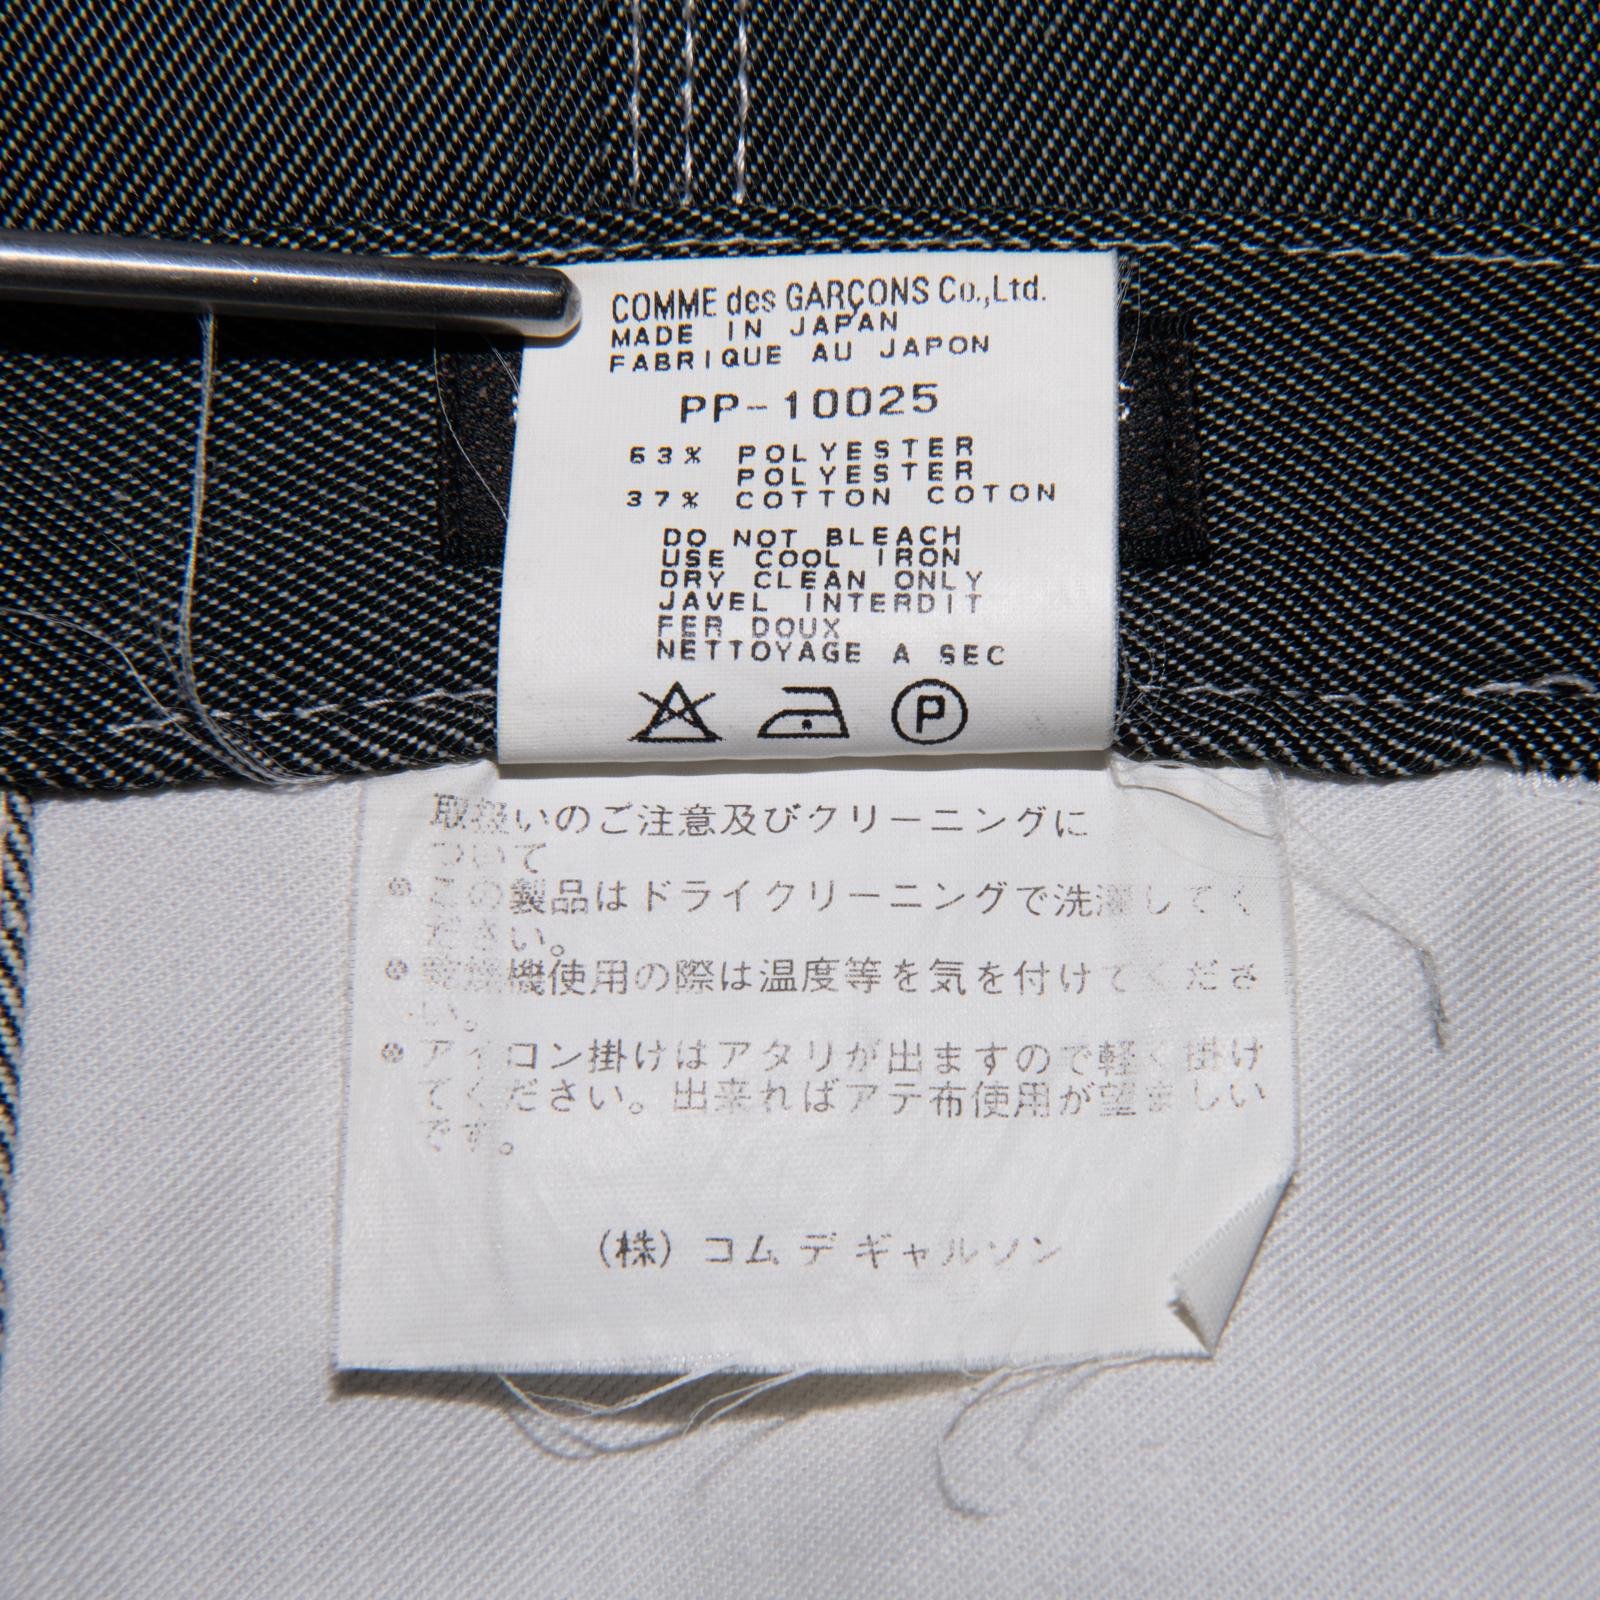 COMME des GARÇONS Co.,Ltd.
MADE IN JAPAN
FABRIQUE AU JAPON
PP-10025
63% POLYESTER
POLYESTER
37% COTTON COTON
DO NOT BLEACH
USE COOL IRON
DRY CLEAN ONLY
JAVEL INTERDIT
FER DOUX
NETTOYAGE A SEC
P
取扱いのご注意及びクリーニングに
ついて
この製品はドライクリーニングで洗濯してく
ださい。
乾燥機使用の際は温度等を気を付けてくださ
い。
アイロン掛けはアタリが出ますので軽く掛け
てください。出来ればアテ布使用が望ましい
です。
(株) コム デ ギャルソン